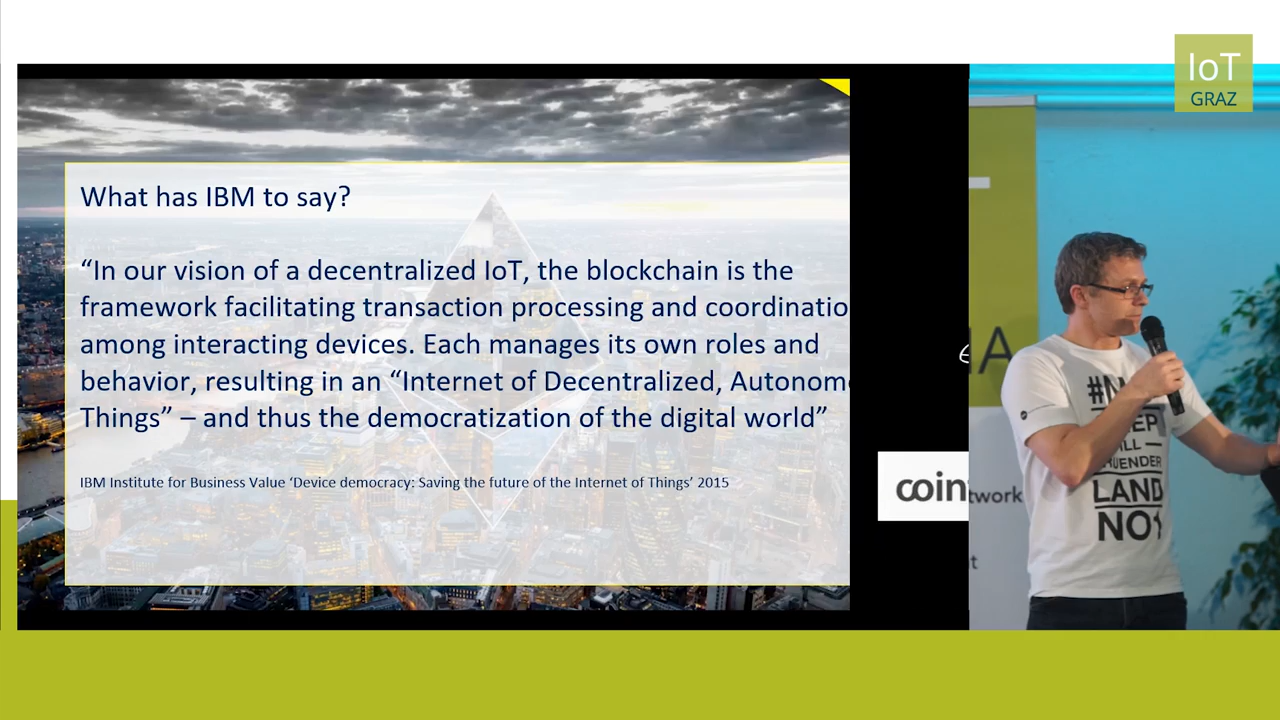 IoT
GRAZ
What has IBM to say?
“In our vision of a decentralized IoT, the blockchain is the
framework facilitating transaction processing and coordinatio
among interacting devices. Each manages its own roles and
behavior, resulting in an “Internet of Decentralized, Autonom
Things” – and thus the democratization of the digital world”
IBM Institute for Business Value ‘Device democracy: Saving the future of the Internet of Things’ 2015
coin
twork
LAND